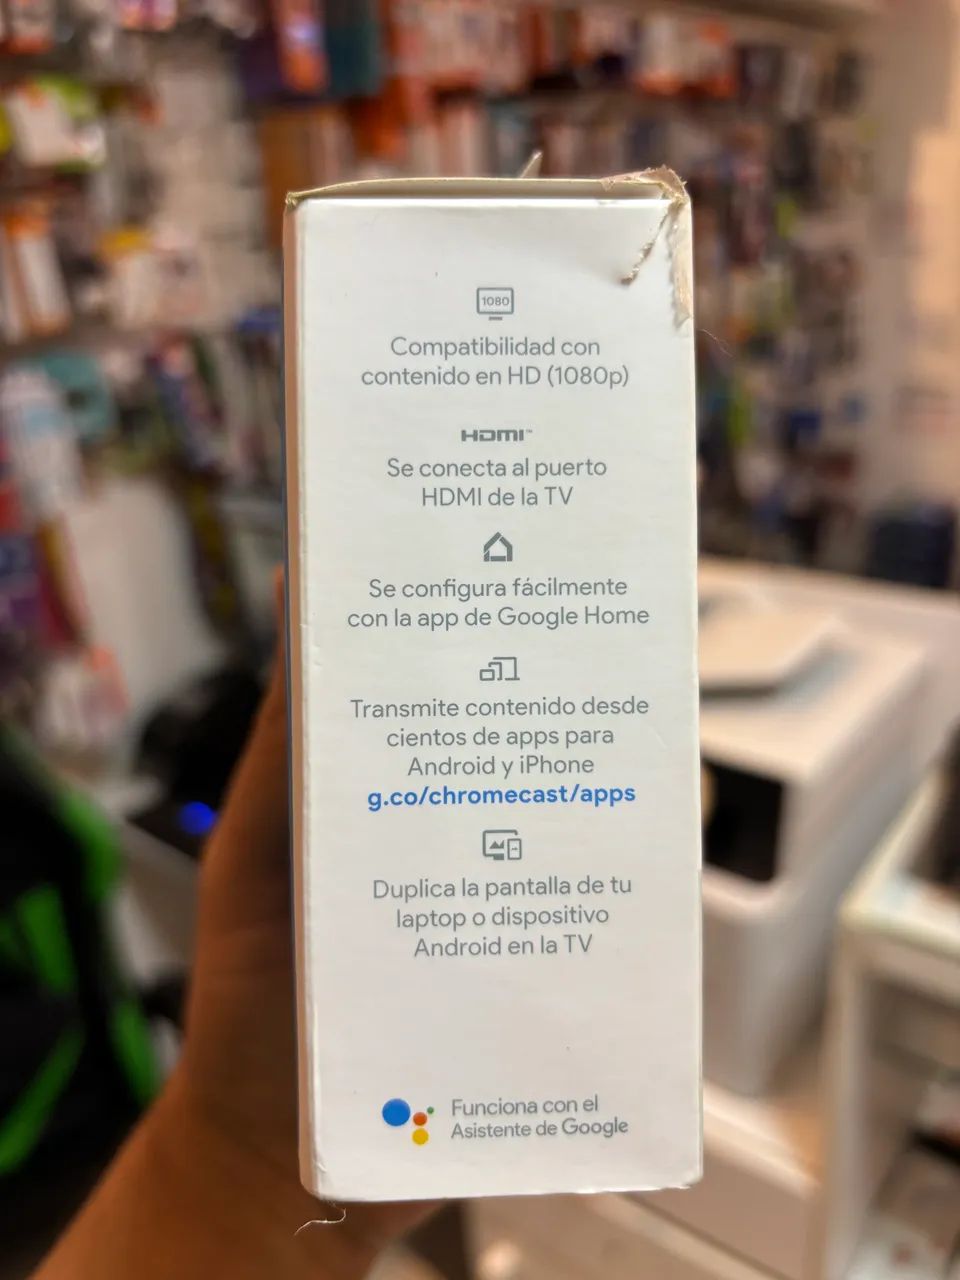 1080
Compatibilidad con
contenido en HD (1080p)
HDMI™
Se conecta al puerto
HDMI de la TV
Se configura fácilmente
con la app de Google Home
Transmite contenido desde
cientos de apps para
Android y iPhone
g.co/chromecast/apps
Duplica la pantalla de tu
laptop o dispositivo
Android en la TV
Funciona con el
Asistente de Google